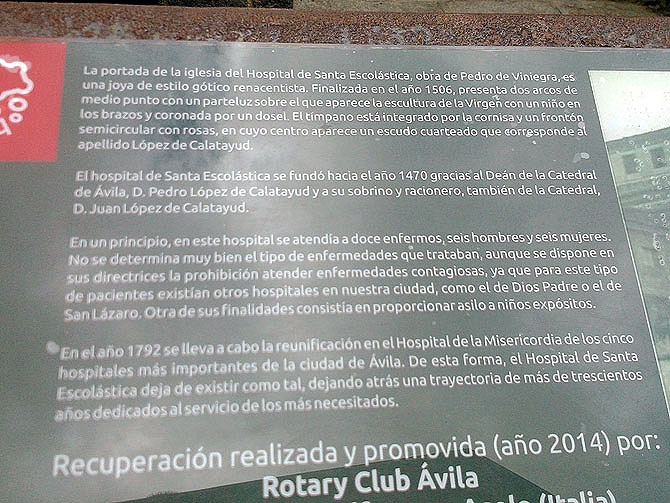 La portada de la iglesia del Hospital de Santa Escolástica, obra de Pedro de Viniegra, es
una joya de estilo gótico renacentista. Finalizada en el año 1506, presenta dos arcos de
medio punto con un parteluz sobre el que aparece la escultura de la Virgen con un niño en
los brazos y coronada por un dosel. El tímpano está integrado por la cornisa y un frontón
semicircular con rosas, en cuyo centro aparece un escudo cuarteado que corresponde al
apellido López de Calatayud.
El hospital de Santa Escolástica se fundó hacia el año 1470 gracias al Deán de la Catedral
de Ávila, D. Pedro López de Calatayud y a su sobrino y racionero, también de la Catedral,
D. Juan López de Calatayud.
En un principio, en este hospital se atendia a doce enfermos, seis hombres y seis mujeres.
No se determina muy bien el tipo de enfermedades que trataban, aunque se dispone en
sus directrices la prohibición atender enfermedades contagiosas, ya que para este tipo
de pacientes existían otros hospitales en nuestra ciudad, como el de Dios Padre o el de
San Lázaro. Otra de sus finalidades consistía en proporcionar asilo a niños expósitos.
En el año 1792 se lleva a cabo la reunificación en el Hospital de la Misericordia de los cinco
hospitales más importantes de la ciudad de Ávila. De esta forma, el Hospital de Santa
Escolástica deja de existir como tal, dejando atrás una trayectoria de más de trescientos
años dedicados al servicio de los más necesitados.
Recuperación realizada y promovida (año 2014) por:
Rotary Club Ávila
(Italia)